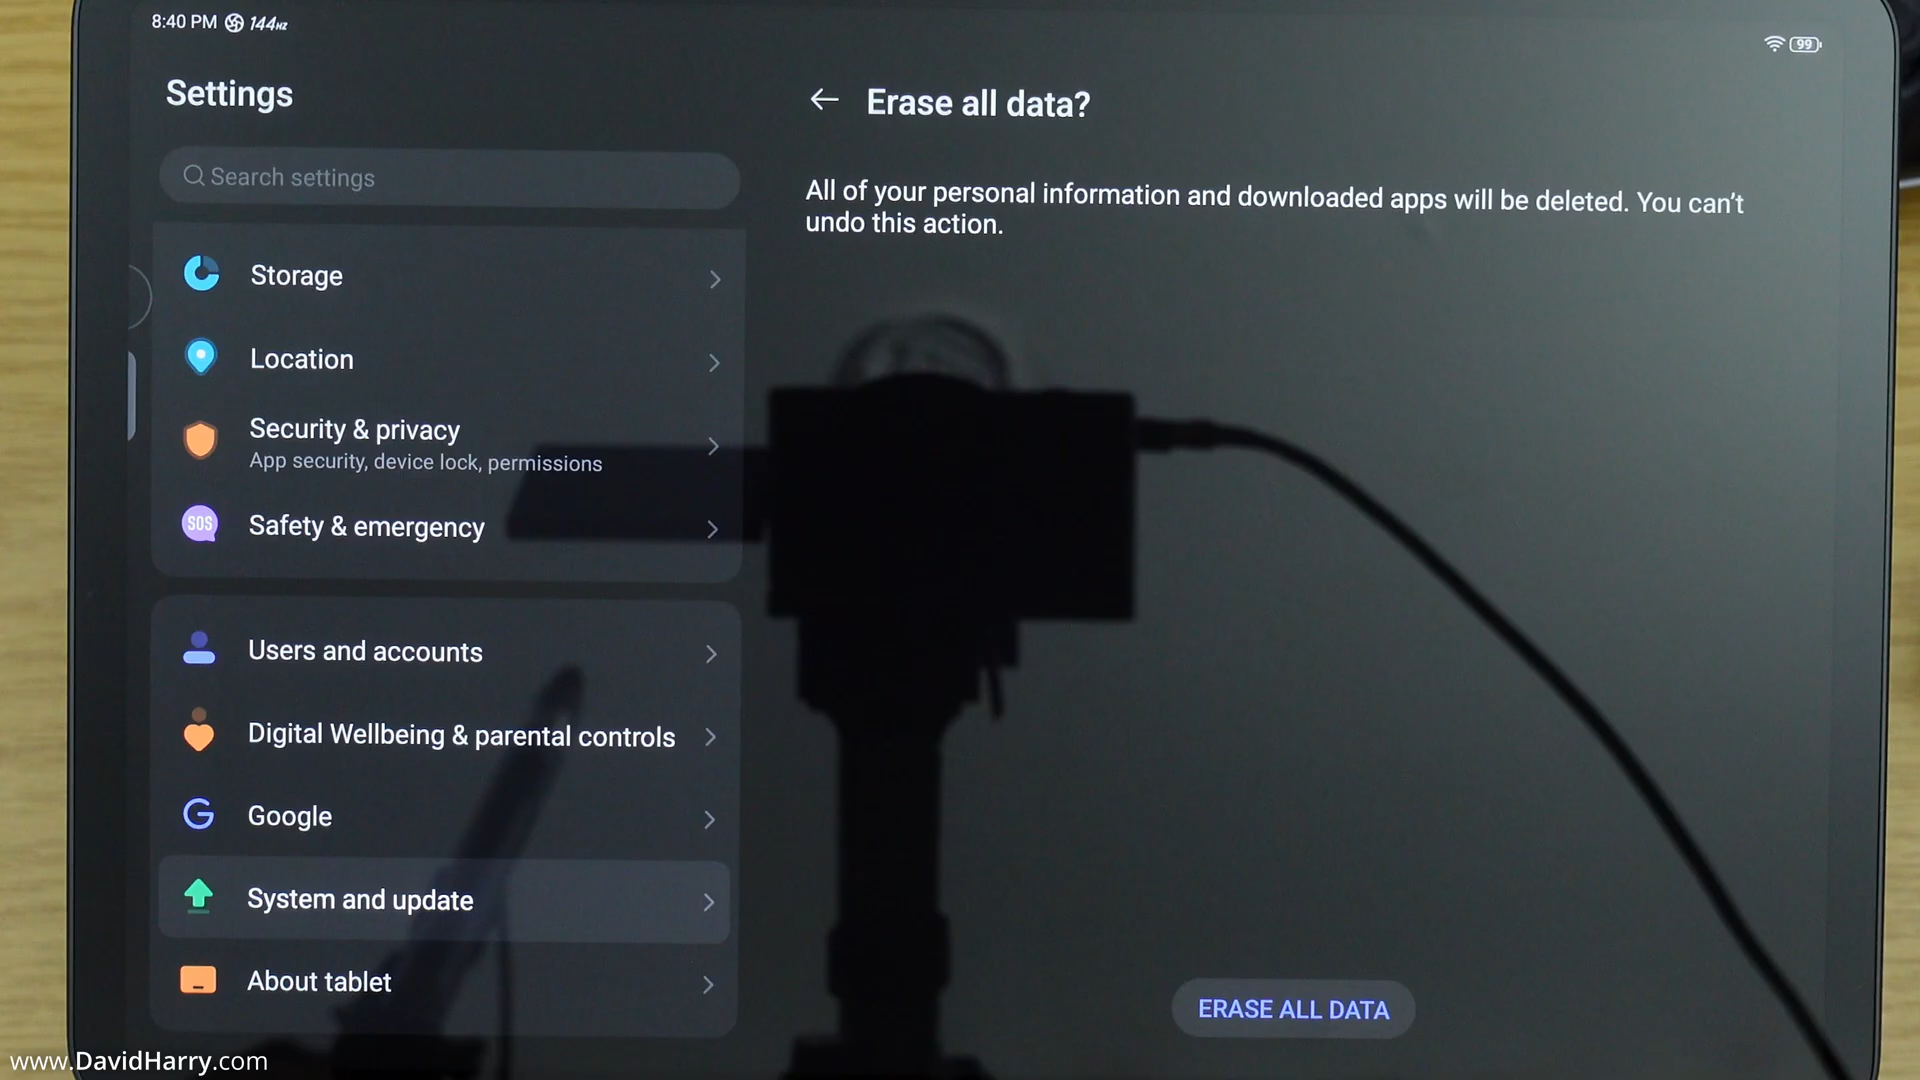 8:40 PM 144HZ
99
Settings
Search settings
Storage
Location
Security & privacy
App security, device lock, permissions
SOS
Safety & emergency
Users and accounts
Digital Wellbeing & parental controls
Google
System and update
About tablet
Erase all data?
All of your personal information and downloaded apps will be deleted. You can't
undo this action.
ERASE ALL DATA
www.DavidHarry.com